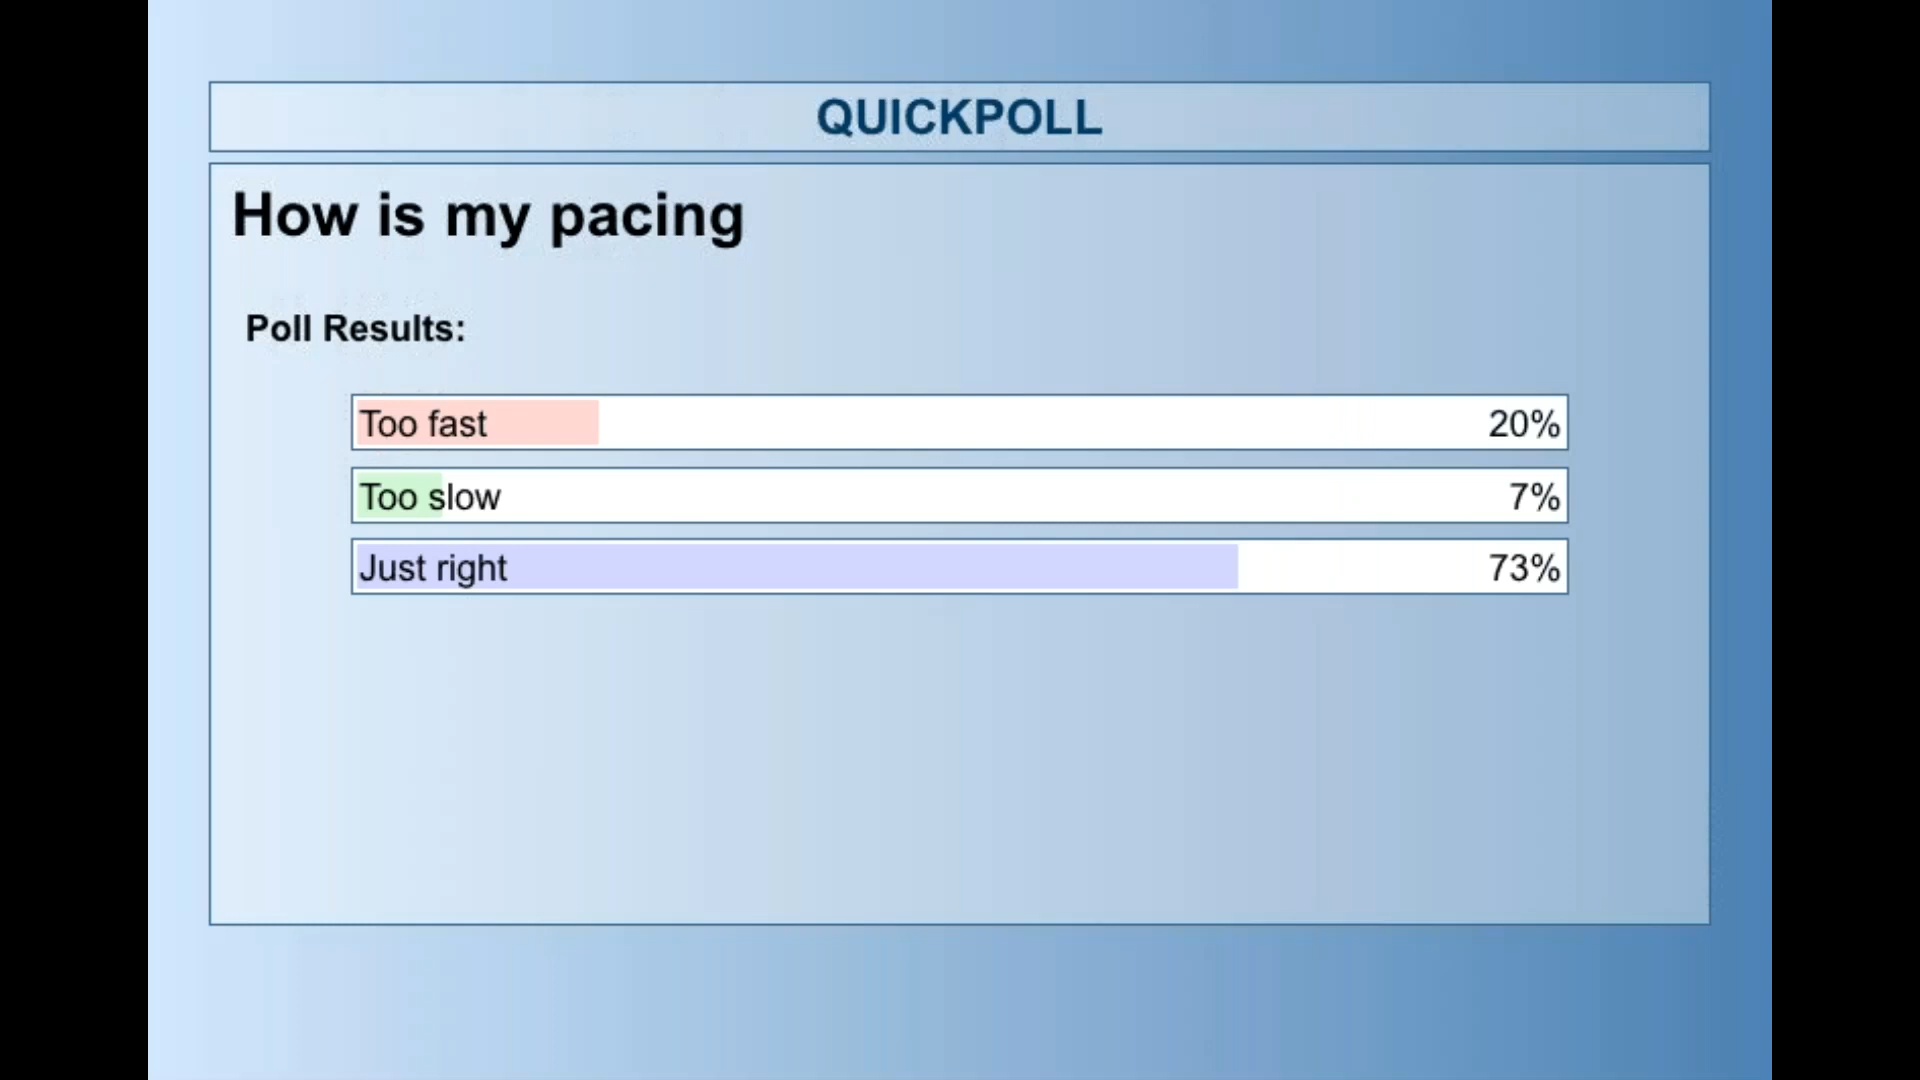 QUICKPOLL
How is my pacing
Poll Results:
Too fast 20%
Too slow 7%
Just right 73%